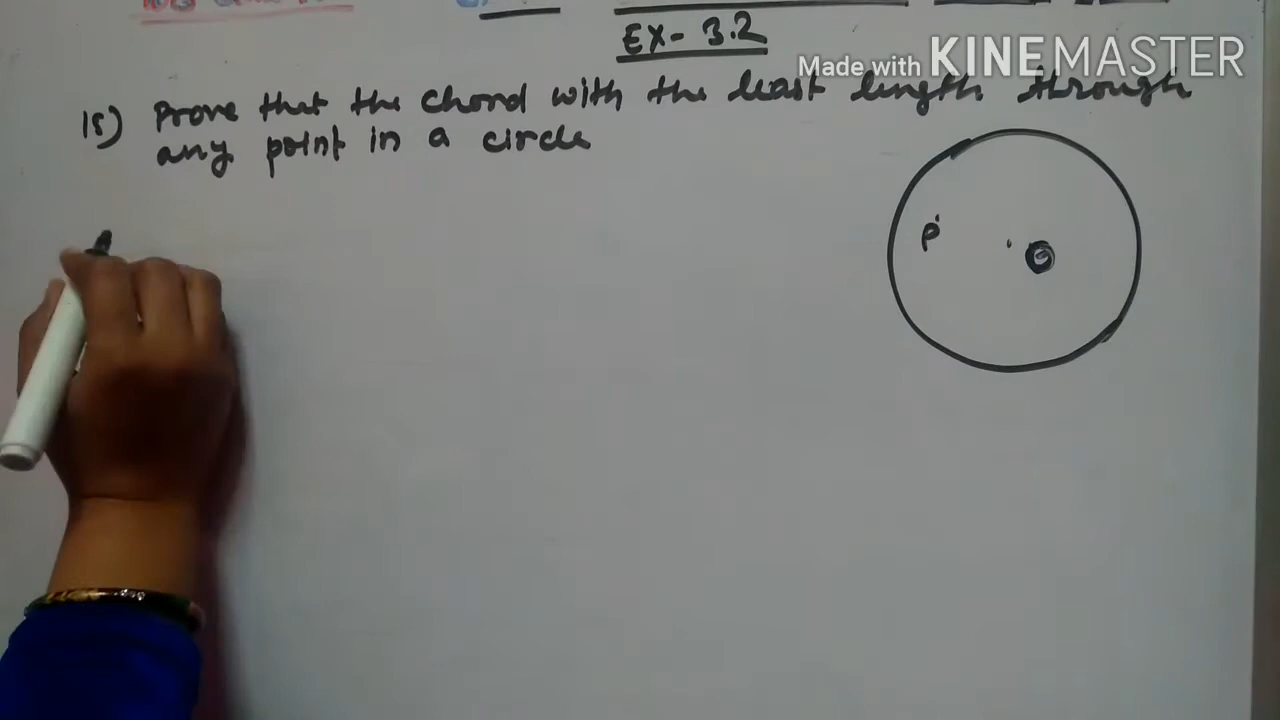 EX- 3.2
Made with KINEMASTER
15) Prove that the chord with the least length through
any point in a circle
P
O